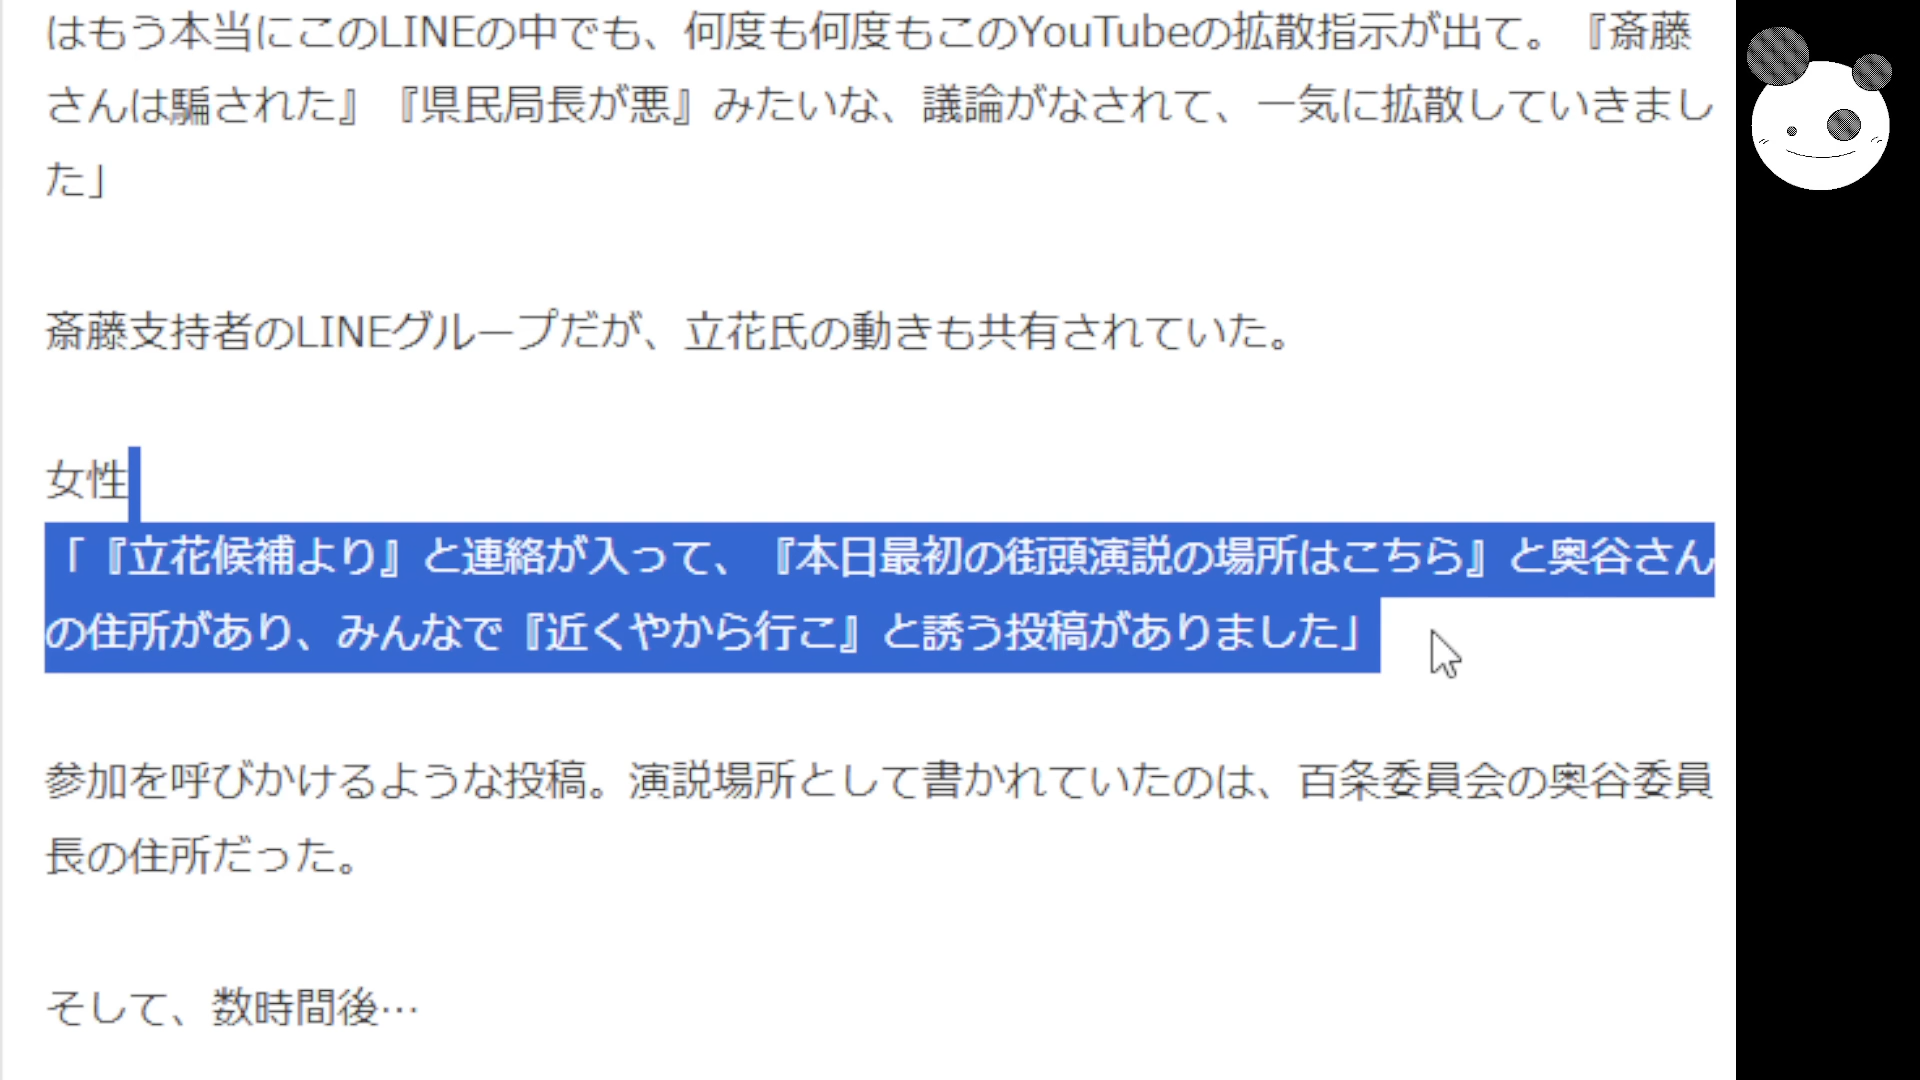 はもう本当にこのLINEの中でも、何度も何度もこのYouTubeの拡散指示が出て。『斎藤
さんは騙された』『県民局長が悪』みたいな、議論がなされて、一気に拡散していきまし
た」
斎藤支持者のLINEグループだが、立花氏の動きも共有されていた。
女性
「『立花候補より』と連絡が入って、『本日最初の街頭演説の場所はこちら』と奥谷さん
の住所があり、みんなで『近くやから行こ』と誘う投稿がありました」
参加を呼びかけるような投稿。演説場所として書かれていたのは、百条委員会の奥谷委員
長の住所だった。
そして、数時間後…